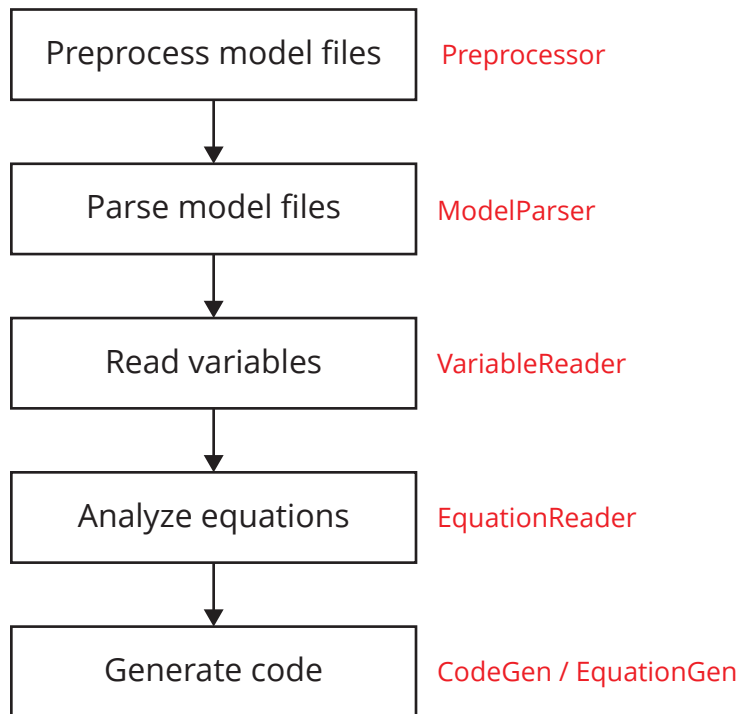 Preprocess model files
Preprocessor
Parse model files
ModelParser
Read variables
VariableReader
Analyze equations
EquationReader
Generate code
CodeGen / EquationGen